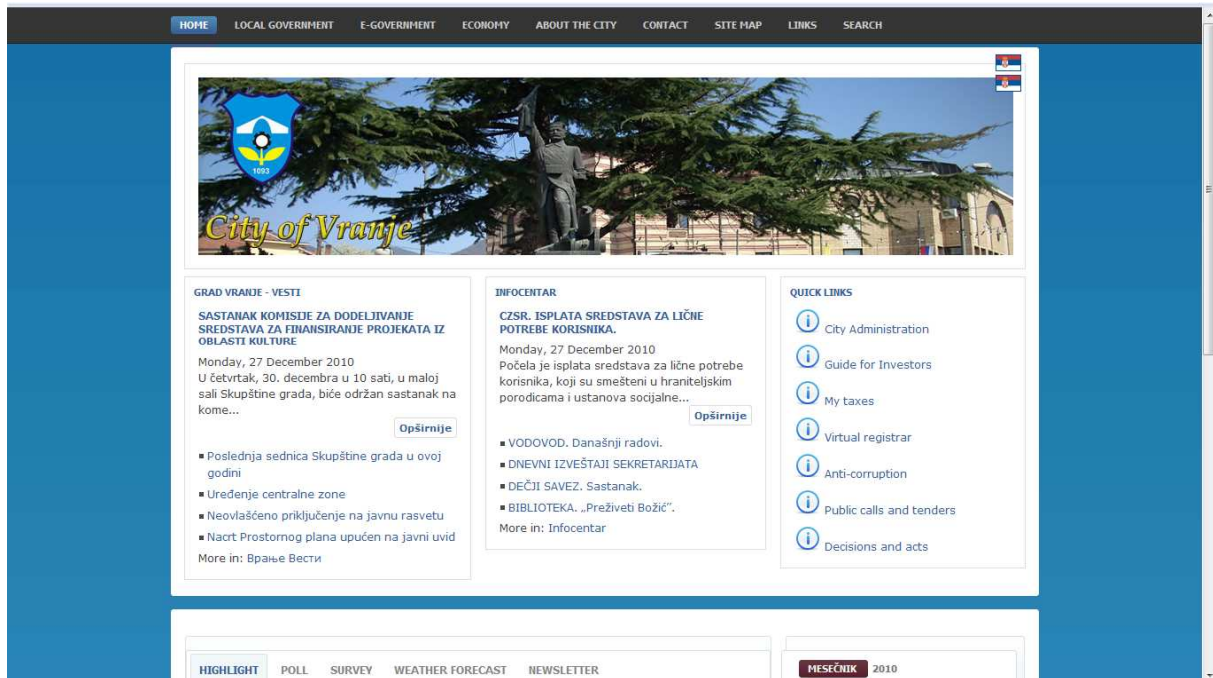 HOME LOCAL GOVERNMENT E-GOVERNMENT ECONOMY ABOUT THE CITY CONTACT SITE MAP LINKS SEARCH
1093
City of Vranje
GRAD VRANJE - VESTI
SASTANAK KOMISIJE ZA DODELJIVANJE
SREDSTAVA ZA FINANSIRANJE PROJEKATA IZ
OBLASTI KULTURE
Monday, 27 December 2010
U četvrtak, 30. decembra u 10 sati, u maloj
sali Skupštine grada, biće održan sastanak na
kome...
Opširnije
Poslednja sednica Skupštine grada u ovoj
godini
Uređenje centralne zone
Neovlašćeno priključenje na javnu rasvetu
Nacrt Prostornog plana upućen na javni uvid
More in: Врање Вести
INFOCENTAR
CZSR. ISPLATA SREDSTAVA ZA LIČNE
POTREBE KORISNIKA.
Monday, 27 December 2010
Počela je isplata sredstava za lične potrebe
korisnika, koji su smešteni u hraniteljskim
porodicama i ustanova socijalne...
Opširnije
VODOVOD. Današnji radovi.
DNEVNI IZVEŠTAJI SEKRETARIJATA
DEČJI SAVEZ. Sastanak.
BIBLIOTEKA. „Preživeti Božić˝.
More in: Infocentar
QUICK LINKS
City Administration
Guide for Investors
My taxes
Virtual registrar
Anti-corruption
Public calls and tenders
Decisions and acts
HIGHLIGHT POLL SURVEY WEATHER FORECAST NEWSLETTER
MESEČNIK 2010